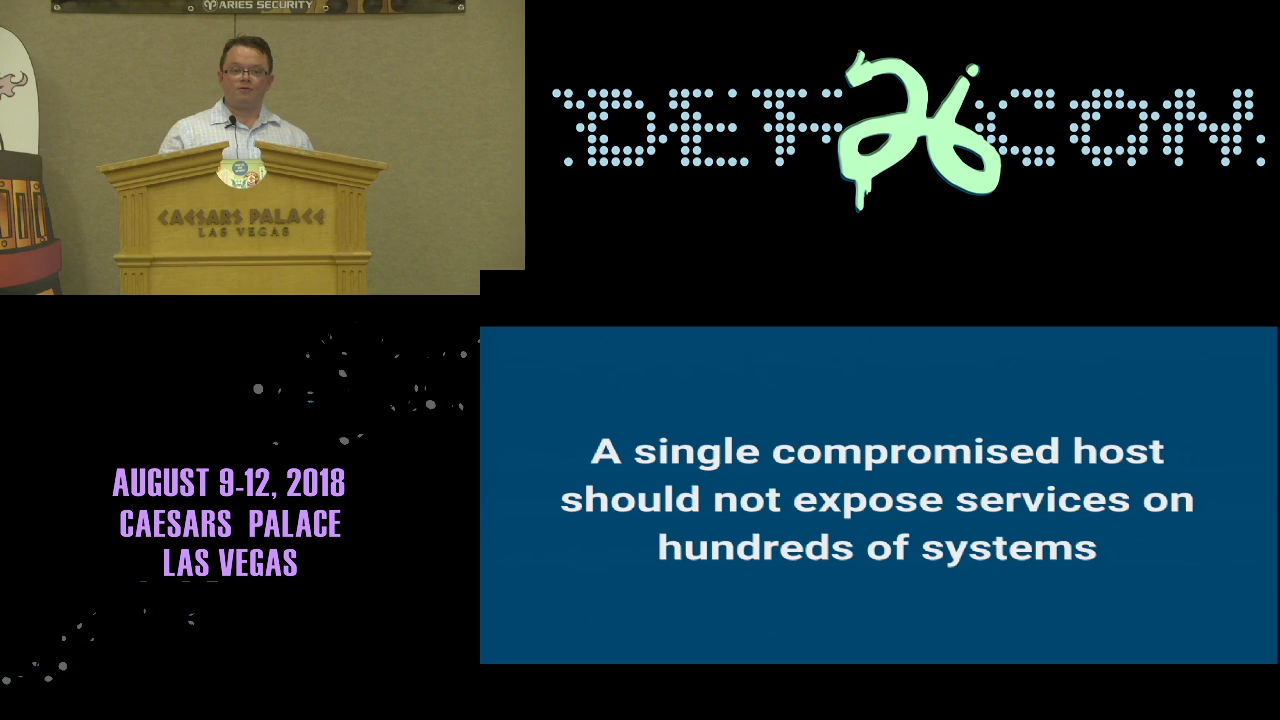 ARIES SECURITY
CAESARS PALACE
LAS VEGAS
DEF CON
26
AUGUST 9-12, 2018
CAESARS PALACE
LAS VEGAS
A single compromised host
should not expose services on
hundreds of systems